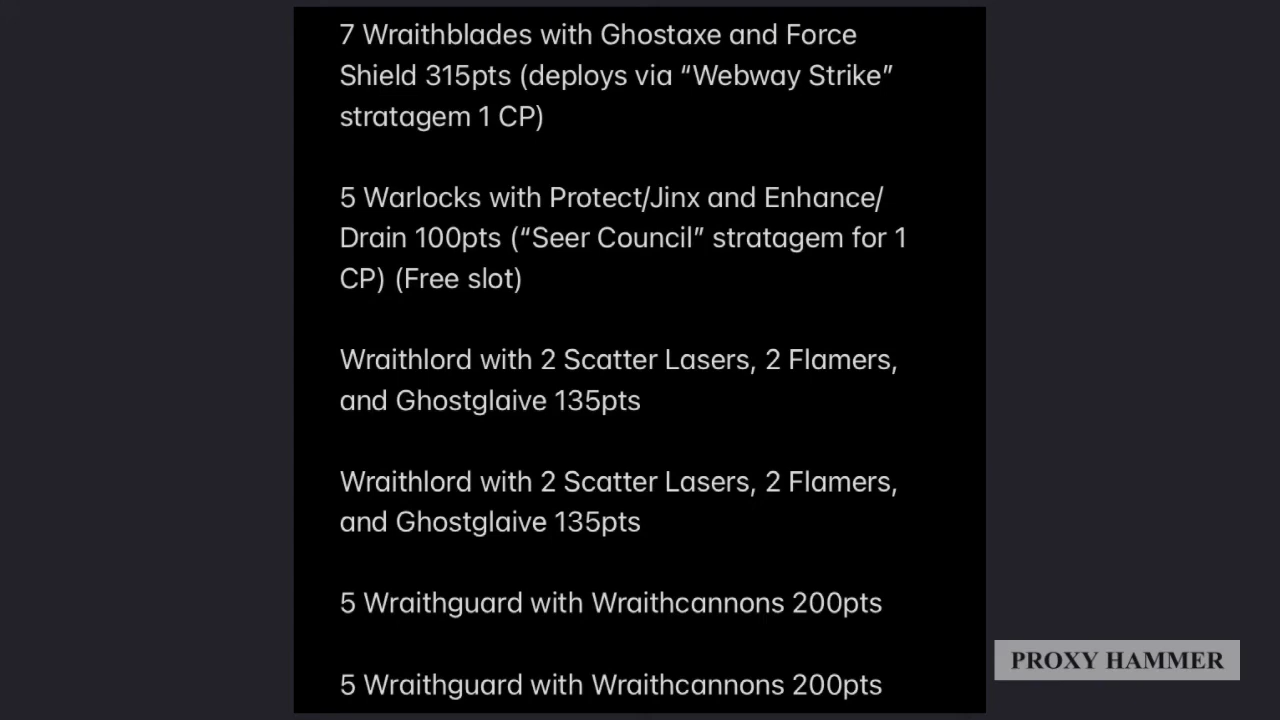 7 Wraithblades with Ghostaxe and Force
Shield 315pts (deploys via “Webway Strike”
stratagem 1 CP)
5 Warlocks with Protect/Jinx and Enhance/
Drain 100pts (“Seer Council” stratagem for 1
CP) (Free slot)
Wraithlord with 2 Scatter Lasers, 2 Flamers,
and Ghostglaive 135pts
Wraithlord with 2 Scatter Lasers, 2 Flamers,
and Ghostglaive 135pts
5 Wraithguard with Wraithcannons 200pts
5 Wraithguard with Wraithcannons 200pts
PROXY HAMMER